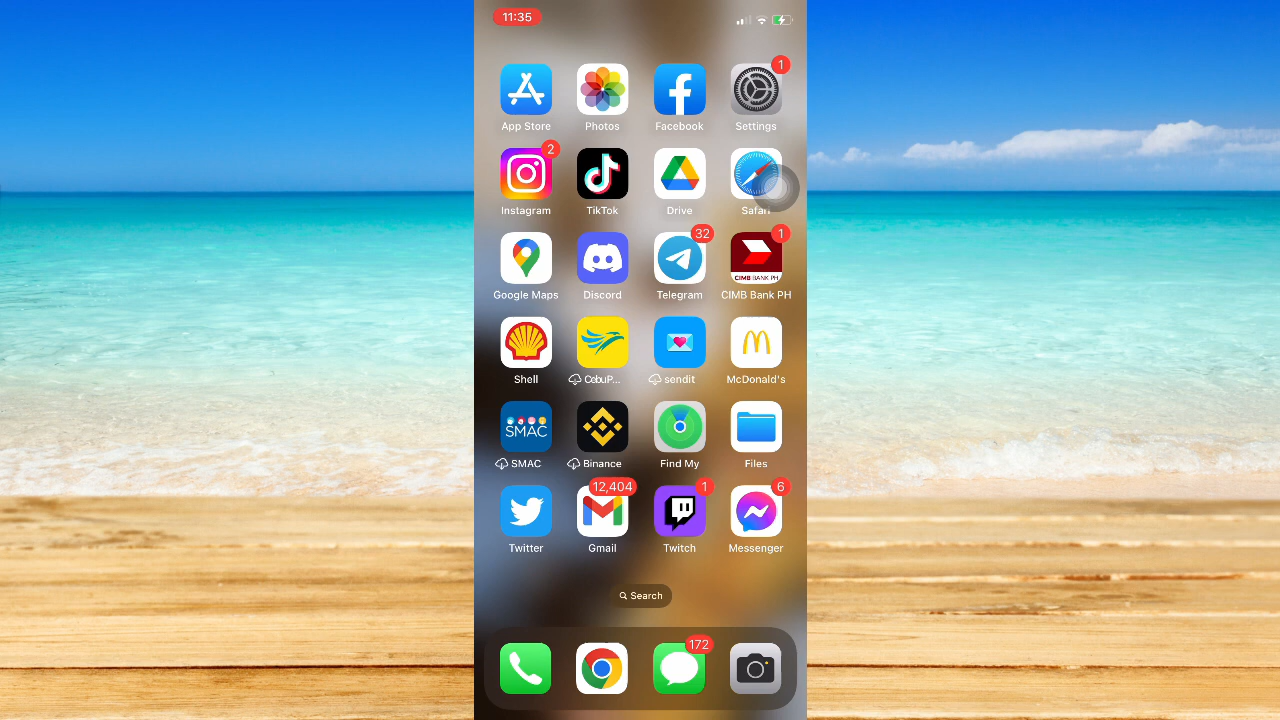 11:35
1
App Store Photos Facebook Settings
2
Instagram TikTok Drive Safari
32 1
CIMB BANK PH
Google Maps Discord Telegram CIMB Bank PH
Shell CebuP... sendit McDonald's
SMAC
SMAC Binance Find My Files
12,404 1 6
Twitter Gmail Twitch Messenger
Search
172